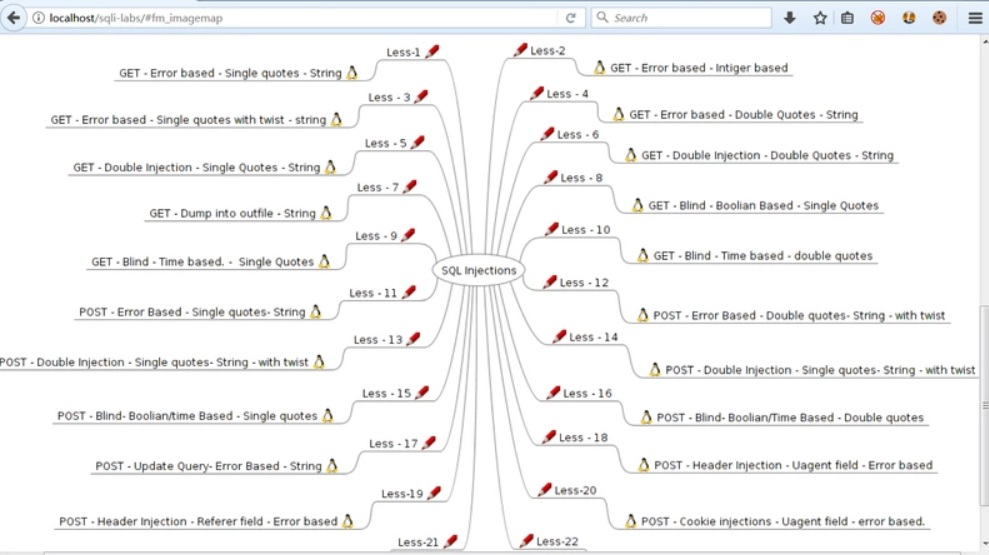 localhost/sqli-labs/#fm_imagemap
Search
Less-1
GET - Error based - Single quotes - String
Less - 3
GET - Error based - Single quotes with twist - string
Less - 5
GET - Double Injection - Single Quotes - String
Less - 7
GET - Dump into outfile - String
Less - 9
GET - Blind - Time based. - Single Quotes
Less - 11
POST - Error Based - Single quotes- String
Less - 13
POST - Double Injection - Single quotes- String - with twist
Less - 15
POST - Blind- Boolian/time Based - Single quotes
Less - 17
POST - Update Query- Error Based - String
Less-19
POST - Header Injection - Referer field - Error based
Less-21
SQL Injections
Less-2
GET - Error based - Intiger based
Less - 4
GET - Error based - Double Quotes - String
Less - 6
GET - Double Injection - Double Quotes - String
Less - 8
GET - Blind - Boolian Based - Single Quotes
Less - 10
GET - Blind - Time based - double quotes
Less - 12
POST - Error Based - Double quotes- String - with twist
Less - 14
POST - Double Injection - Single quotes- String - with twist
Less - 16
POST - Blind- Boolian/Time Based - Double quotes
Less - 18
POST - Header Injection - Uagent field - Error based
Less-20
POST - Cookie injections - Uagent field - error based.
Less-22